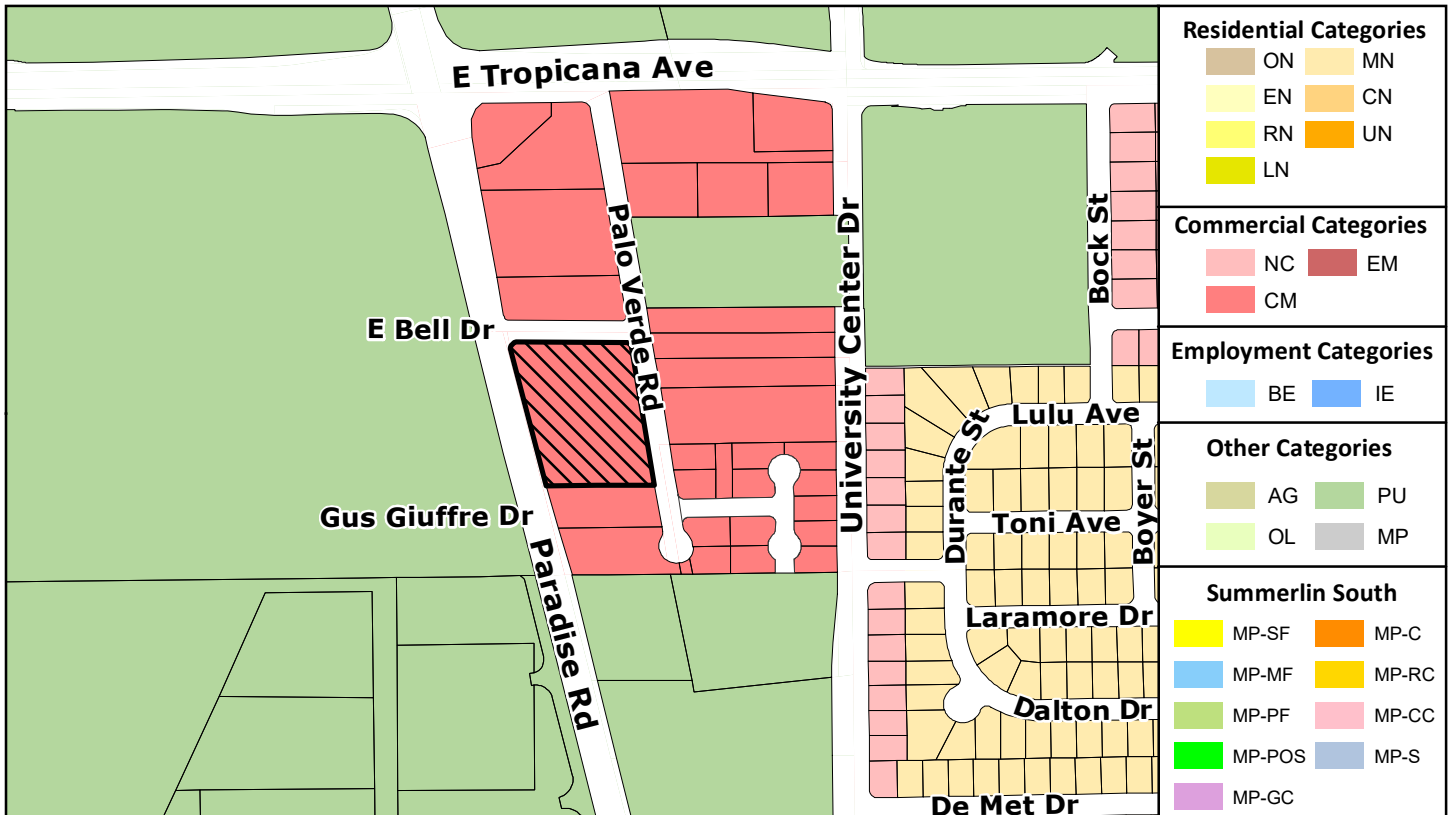 E Tropicana Ave
Palo Verde Rd
University Center Dr
Bock St
E Bell Dr
Lulu Ave
Durante St
Boyer St
Gus Giuffre Dr
Toni Ave
Paradise Rd
Laramore Dr
Dalton Dr
De Met Dr
Residential Categories
ON MN
EN CN
RN UN
LN
Commercial Categories
NC EM
CM
Employment Categories
BE IE
Other Categories
AG PU
OL MP
Summerlin South
MP-SF MP-C
MP-MF MP-RC
MP-PF MP-CC
MP-POS MP-S
MP-GC